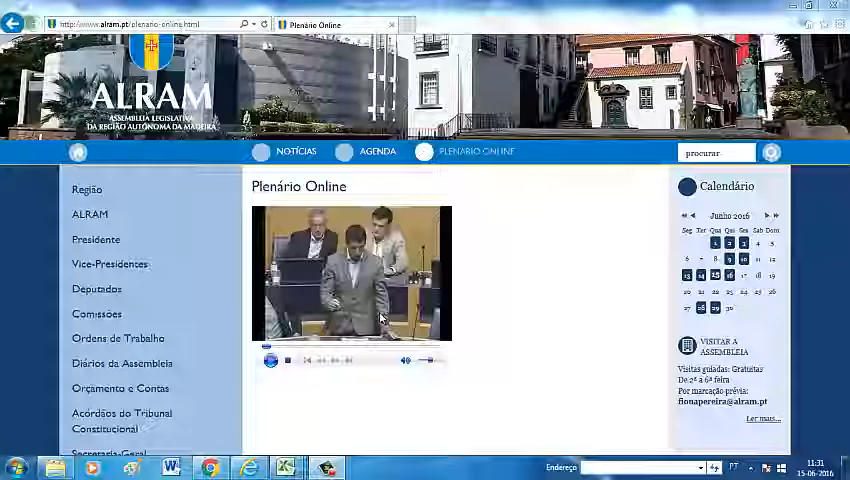 http://www.alram.pt/plenario-online.html
Plenário Online
ALRAM
ASSEMBLEIA LEGISLATIVA
DA REGIÃO AUTÓNOMA DA MADEIRA
NOTÍCIAS
AGENDA
PLENÁRIO ONLINE
procurar
Região
ALRAM
Presidente
Vice-Presidentes
Deputados
Comissões
Ordens de Trabalho
Diários da Assembleia
Orçamento e Contas
Acórdãos do Tribunal
Constitucional
Secretaria-Geral
Plenário Online
Calendário
Junho 2016
Seg Ter Qua Qui Sex Sab Dom
1 2 3 4 5
6 7 8 9 10 11 12
13 14 15 16 17 18 19
20 21 22 23 24 25 26
27 28 29 30
VISITAR A
ASSEMBLEIA
Visitas guiadas: Gratuitas
De 2ª a 6ª feira
Por marcação prévia:
fionapereira@alram.pt
Ler mais...
Endereço
PT
11:31
15-06-2016